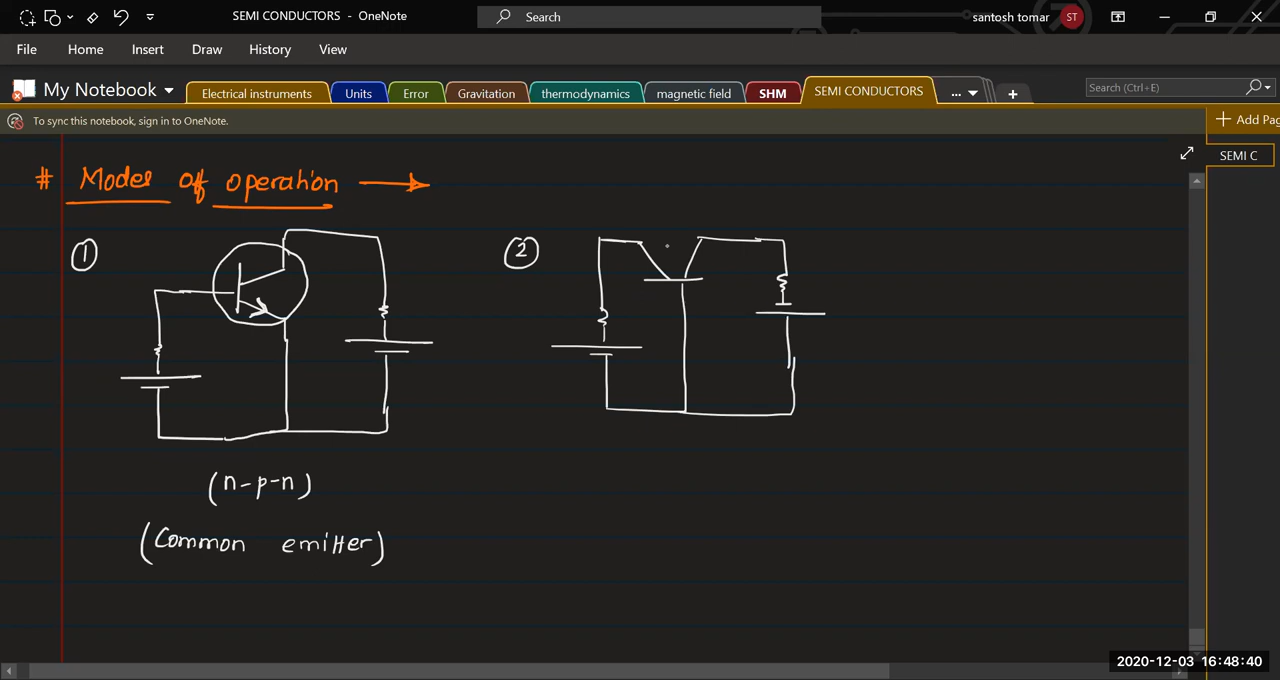 SEMI CONDUCTORS - OneNote
Search
santosh tomar
ST
File Home Insert Draw History View
My Notebook
Electrical instruments Units Error Gravitation thermodynamics magnetic field SHM SEMI CONDUCTORS ...
Search (Ctrl+E)
To sync this notebook, sign in to OneNote.
Add Pag
SEMI C
# Modes of operation →
1
2
(n-p-n)
(Common emitter)
2020-12-03 16:48:40